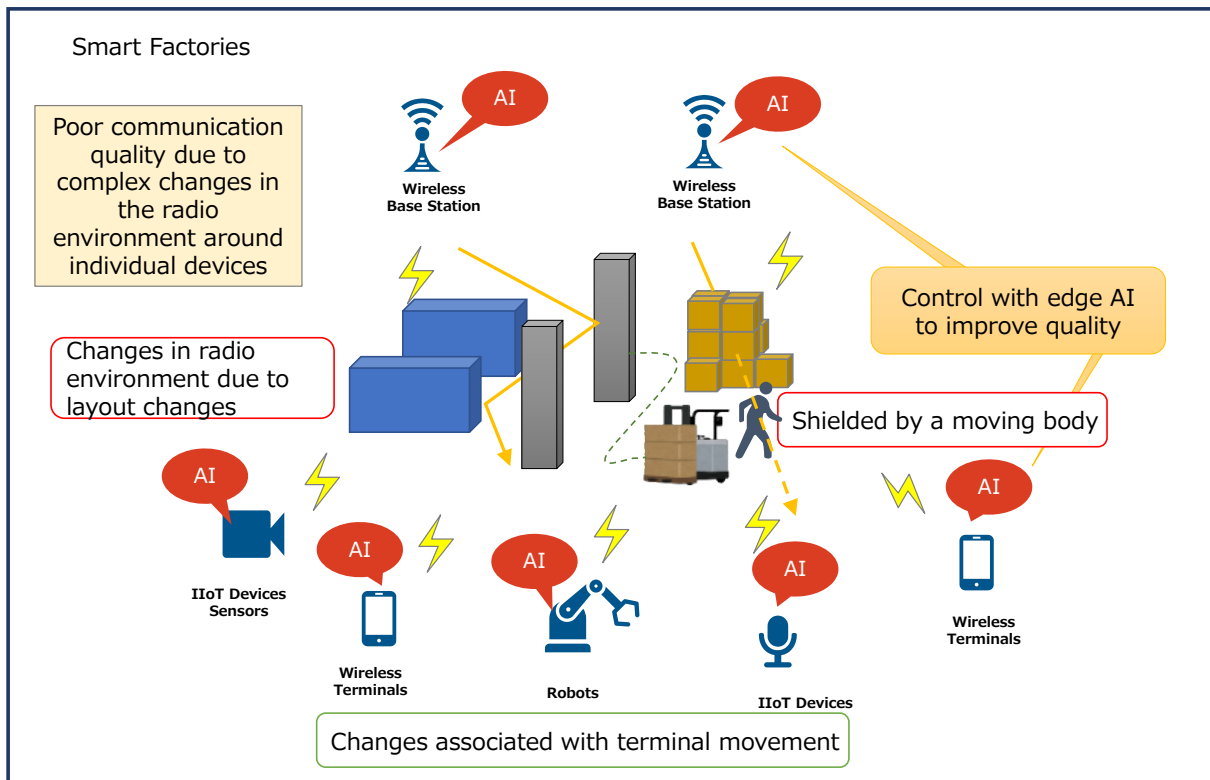 Smart Factories
AI
AI
Poor communication
quality due to
complex changes in
the radio
environment around
individual devices
Wireless
Base Station
Wireless
Base Station
Control with edge AI
to improve quality
Changes in radio
environment due to
layout changes
Shielded by a moving body
AI
IIoT Devices
Sensors
AI
Wireless
Terminals
AI
Robots
AI
IIoT Devices
AI
Wireless
Terminals
Changes associated with terminal movement